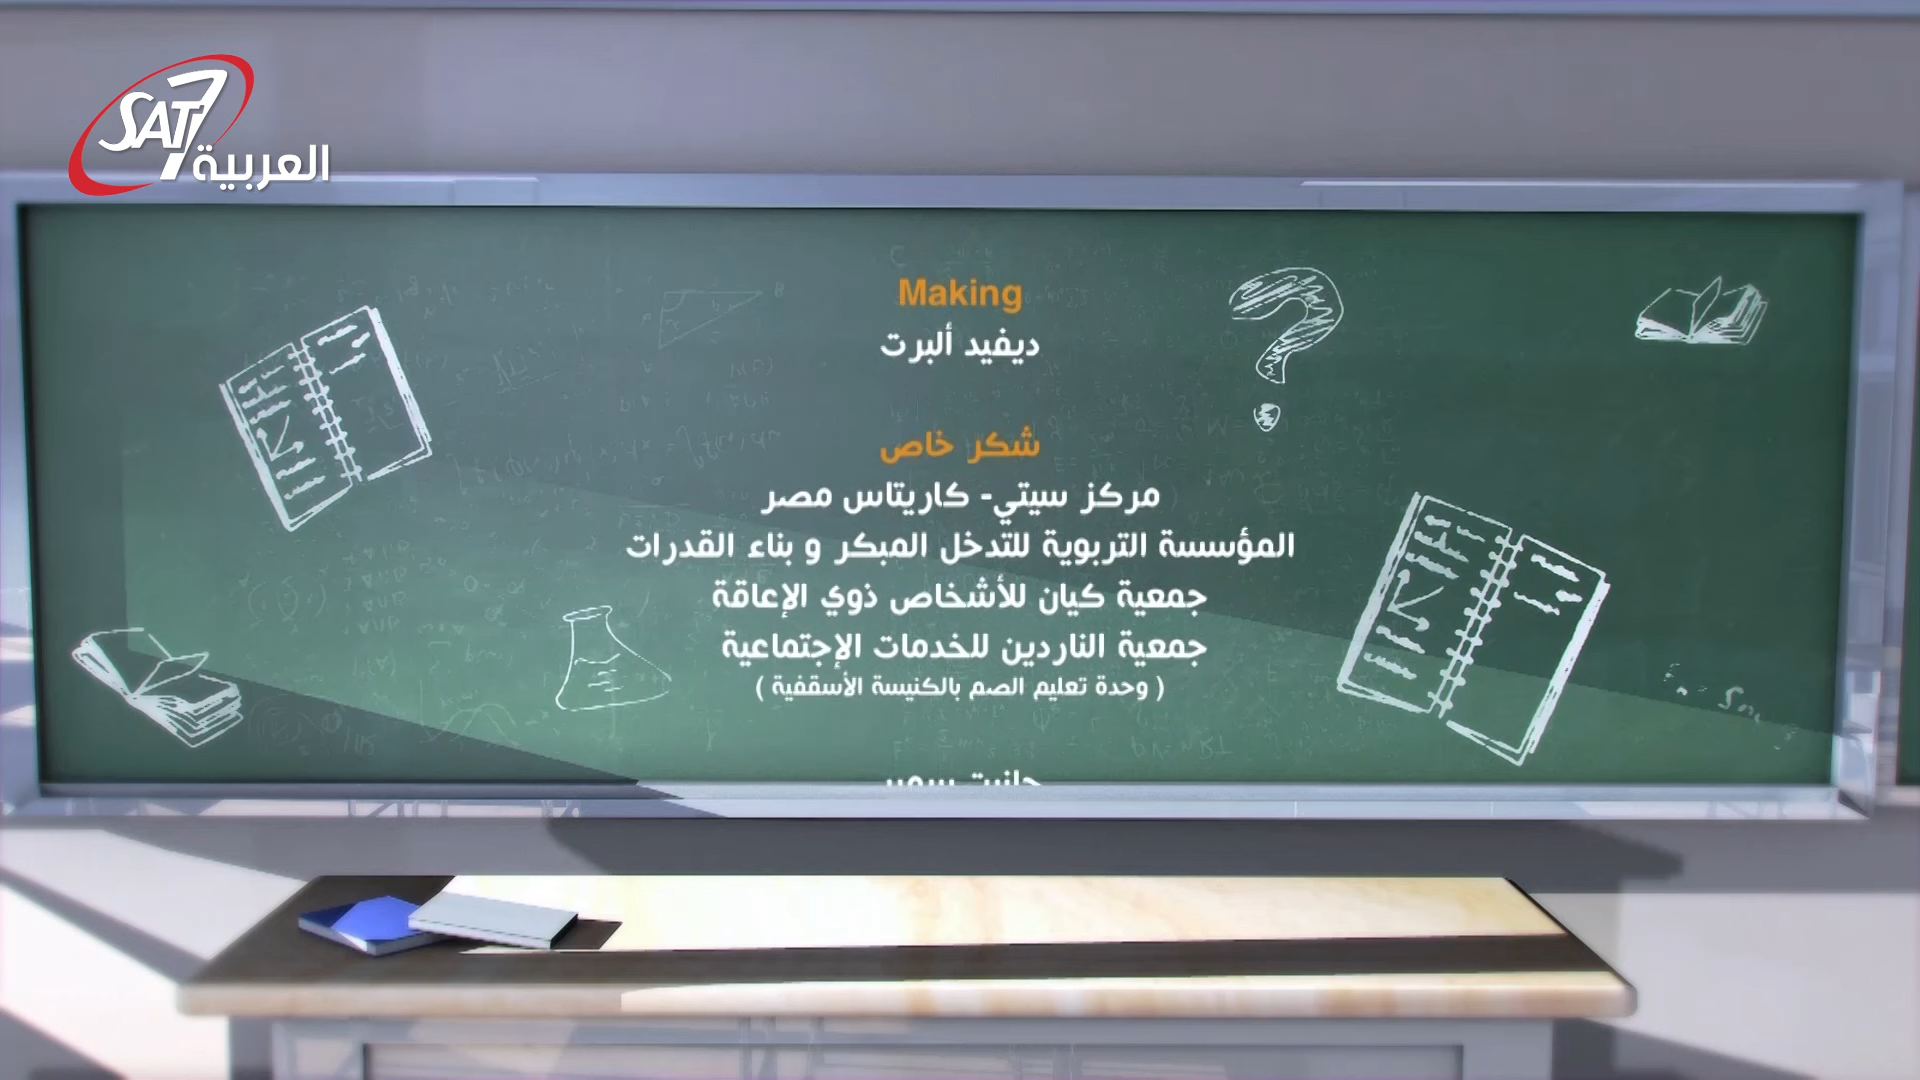 SAT7
العربية
Making
ديفيد ألبرت
شكر خاص
مركز سيتي- كاريتاس مصر
المؤسسة التربوية للتدخل المبكر و بناء القدرات
جمعية كيان للأشخاص ذوي الإعاقة
جمعية الناردين للخدمات الإجتماعية
( وحدة تعليم الصم بالكنيسة الأسقفية )